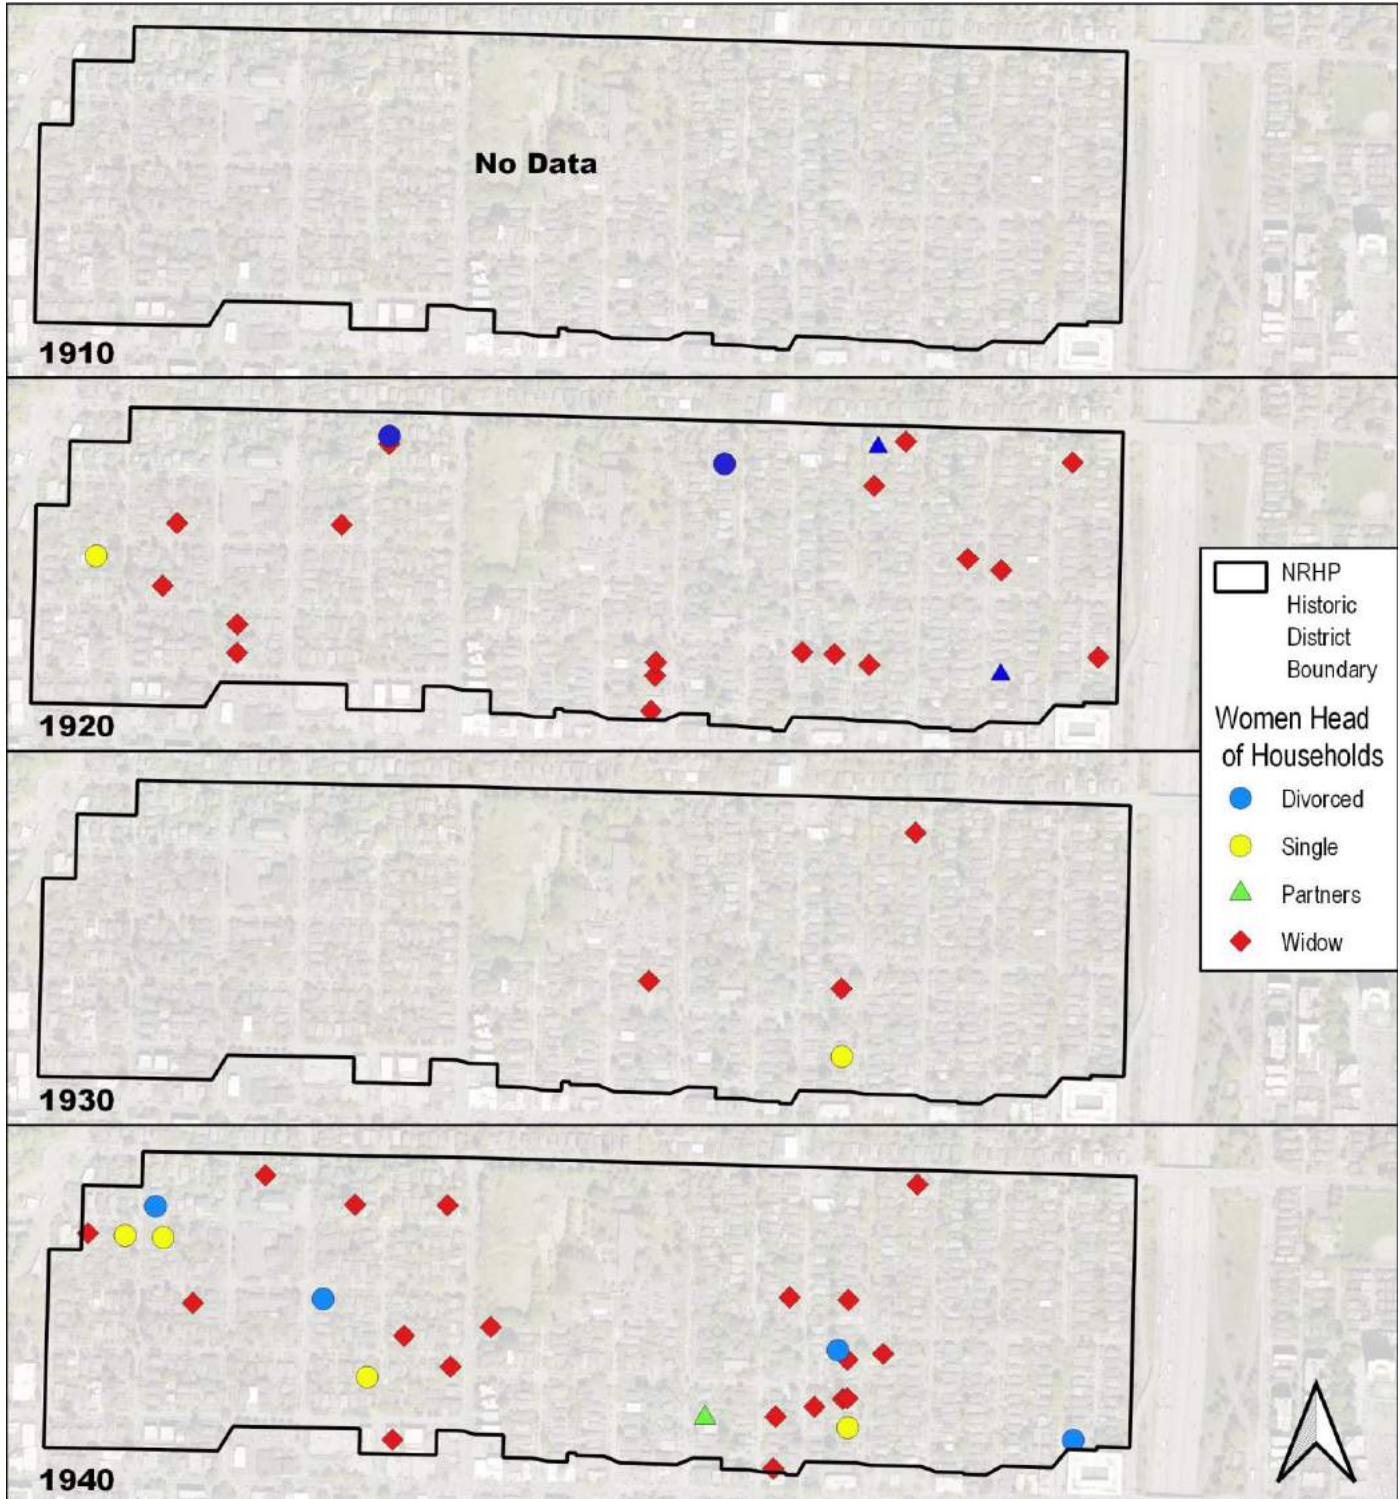 No Data
1910
1920
NRHP
Historic
District
Boundary
Women Head
of Households
Divorced
Single
Partners
Widow
1930
1940